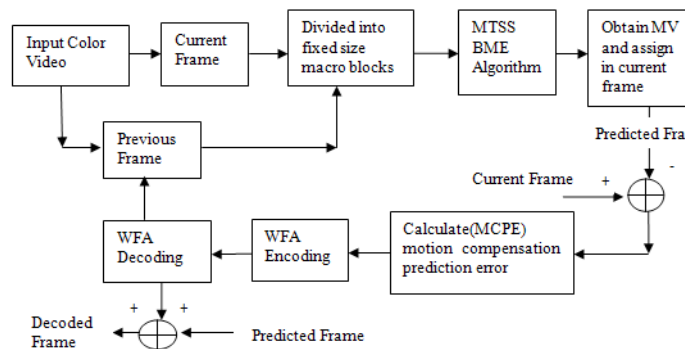 Input Color
Video
Current
Frame
Divided into
fixed size
macro blocks
MTSS
BME
Algorithm
Obtain MV
and assign
in current
frame
Previous
Frame
Predicted Fra
-
Current Frame
+
WFA
Decoding
WFA
Encoding
Calculate(MCPE)
motion compensation
prediction error
+ +
Decoded
Frame
Predicted Frame